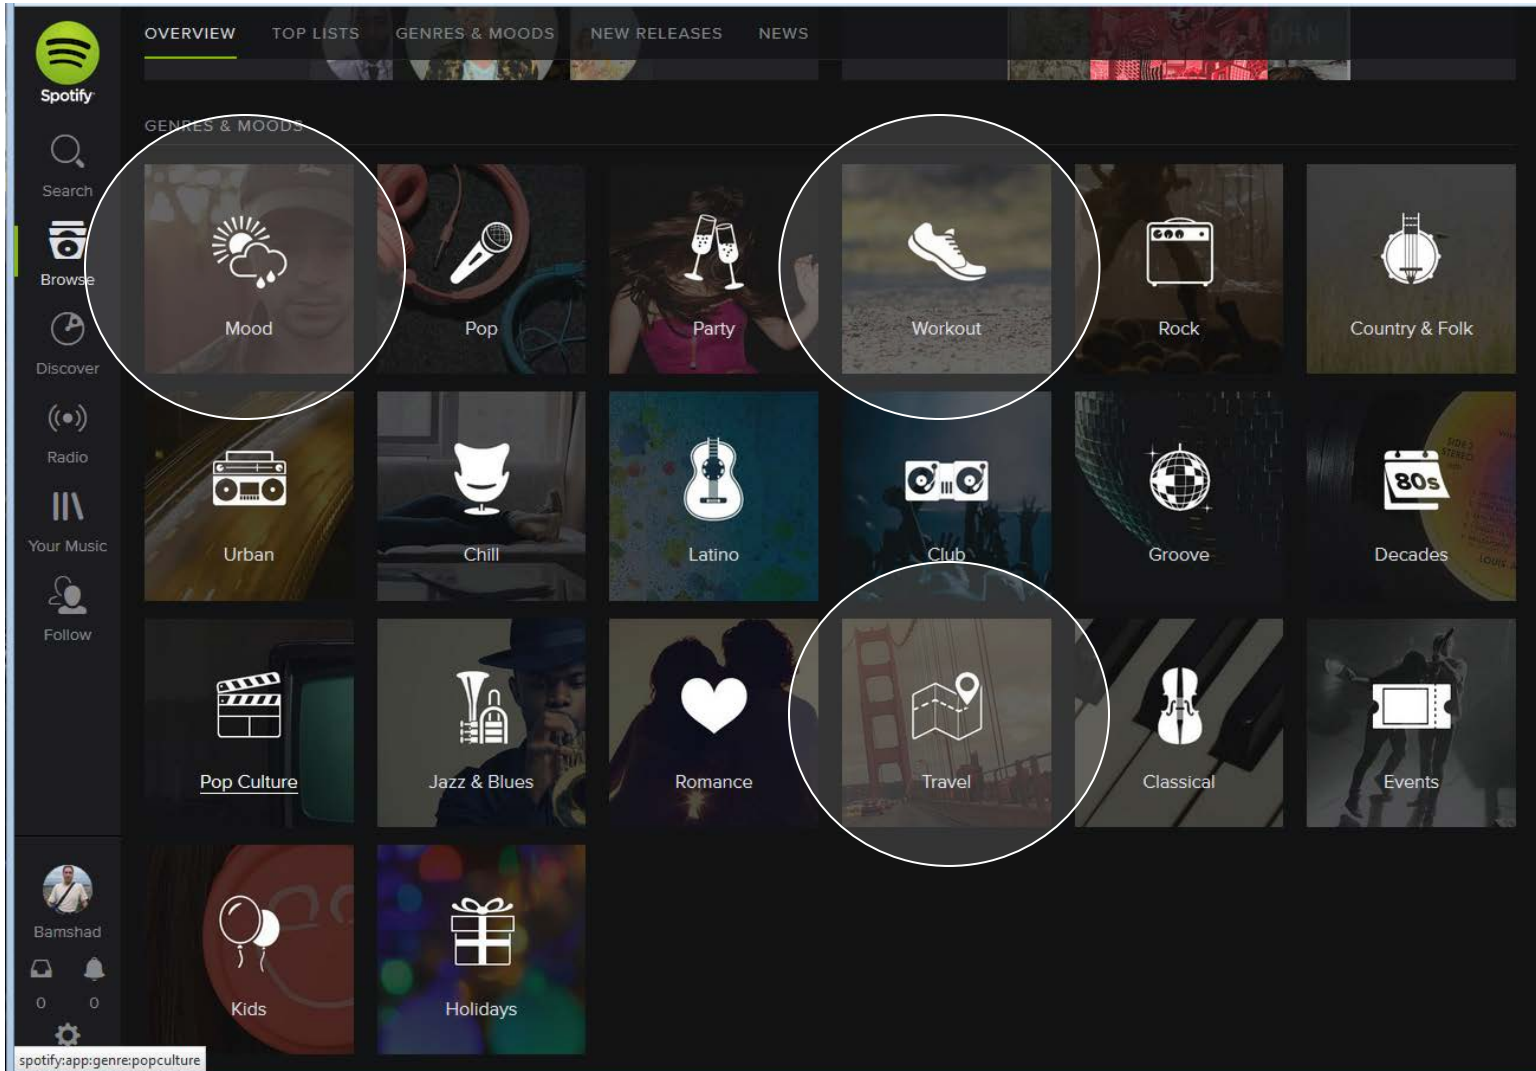 OVERVIEW TOP LISTS GENRES & MOODS NEW RELEASES NEWS
Spotify
GENRES & MOODS
Search
Browse
Discover
Radio
Your Music
Follow
Mood Pop Party Workout Rock Country & Folk
Urban Chill Latino Club Groove Decades
80s
Pop Culture Jazz & Blues Romance Travel Classical Events
Kids Holidays
Bamshad
0 0
spotify:app:genre:popculture